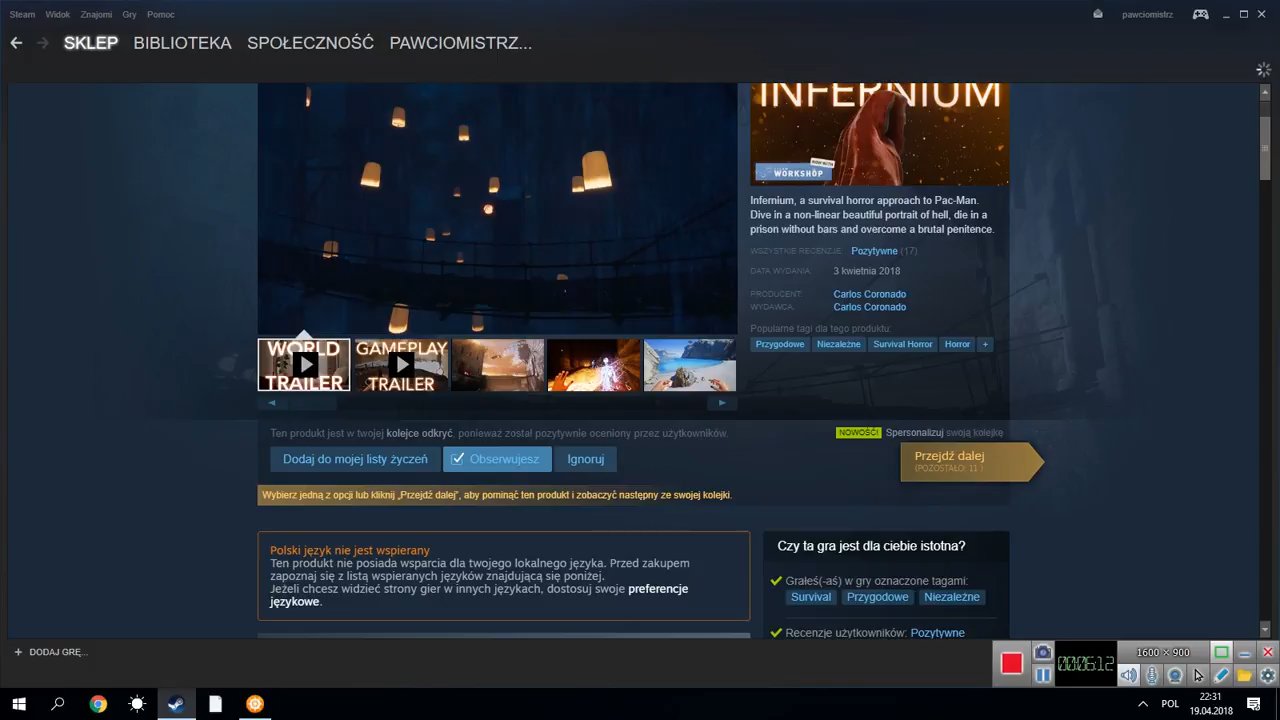 Steam Widok Znajomi Gry Pomoc
pawciomistrz
SKLEP BIBLIOTEKA SPOŁECZNOŚĆ PAWCIOMISTRZ...
INFERNIUM
NOW WITH
WORKSHOP
Infernium, a survival horror approach to Pac-Man.
Dive in a non-linear beautiful portrait of hell, die in a
prison without bars and overcome a brutal penitence.
WSZYSTKIE RECENZJE: Pozytywne (17)
DATA WYDANIA: 3 kwietnia 2018
PRODUCENT: Carlos Coronado
WYDAWCA: Carlos Coronado
Popularne tagi dla tego produktu:
Przygodowe Niezależne Survival Horror Horror +
WORLD TRAILER
GAMEPLAY TRAILER
Ten produkt jest w twojej kolejce odkryć, ponieważ został pozytywnie oceniony przez użytkowników.
NOWOŚĆ! Spersonalizuj swoją kolejkę
Dodaj do mojej listy życzeń Obserwujesz Ignoruj
Przejdź dalej
(POZOSTAŁO: 11 )
Wybierz jedną z opcji lub kliknij „Przejdź dalej”, aby pominąć ten produkt i zobaczyć następny ze swojej kolejki.
Polski język nie jest wspierany
Ten produkt nie posiada wsparcia dla twojego lokalnego języka. Przed zakupem
zapoznaj się z listą wspieranych języków znajdującą się poniżej.
Jeżeli chcesz widzieć strony gier w innych językach, dostosuj swoje preferencje
językowe.
Czy ta gra jest dla ciebie istotna?
Grałeś(-aś) w gry oznaczone tagami:
Survival Przygodowe Niezależne
Recenzje użytkowników: Pozytywne
+ DODAJ GRĘ...
000:6:12
1600 × 900
POL
22:31
19.04.2018